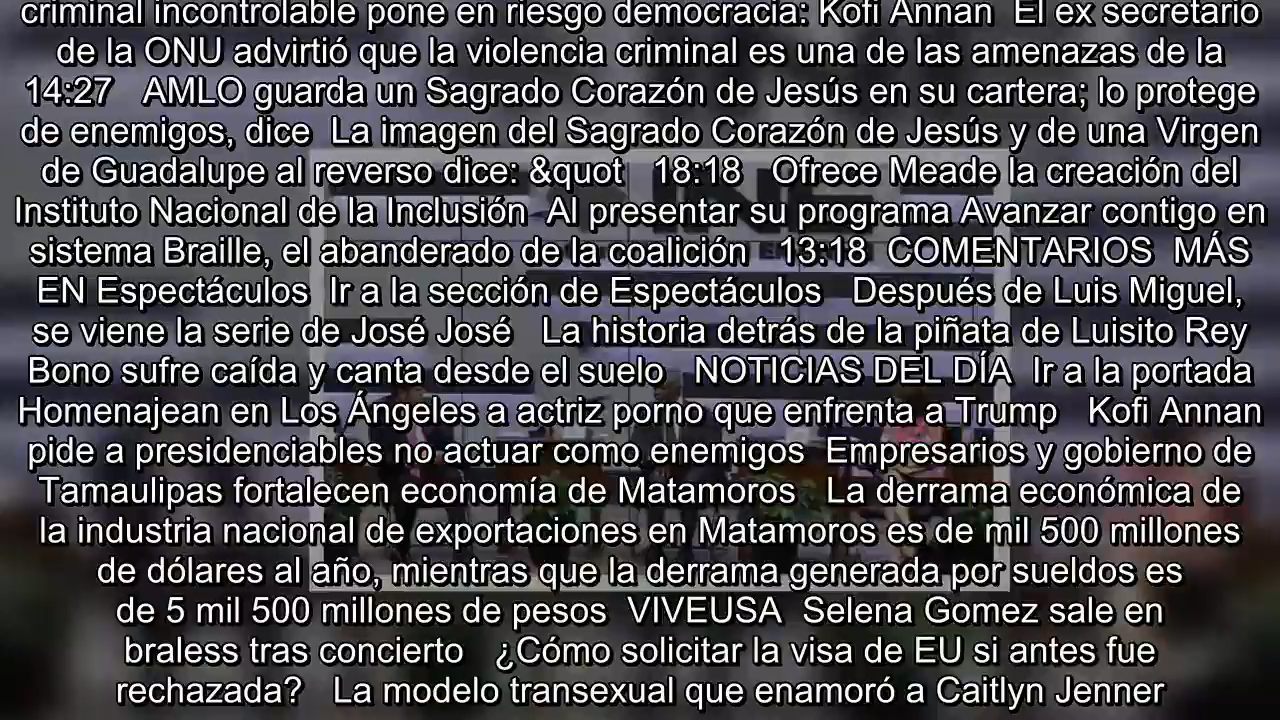 criminal incontrolable pone en riesgo democracia: Kofi Annan El ex secretario
de la ONU advirtió que la violencia criminal es una de las amenazas de la
14:27 AMLO guarda un Sagrado Corazón de Jesús en su cartera; lo protege
de enemigos, dice La imagen del Sagrado Corazón de Jesús y de una Virgen
de Guadalupe al reverso dice: &quot 18:18 Ofrece Meade la creación del
Instituto Nacional de la Inclusión Al presentar su programa Avanzar contigo en
sistema Braille, el abanderado de la coalición 13:18 COMENTARIOS MÁS
EN Espectáculos Ir a la sección de Espectáculos Después de Luis Miguel,
se viene la serie de José José La historia detrás de la piñata de Luisito Rey
Bono sufre caída y canta desde el suelo NOTICIAS DEL DÍA Ir a la portada
Homenajean en Los Ángeles a actriz porno que enfrenta a Trump Kofi Annan
pide a presidenciables no actuar como enemigos Empresarios y gobierno de
Tamaulipas fortalecen economía de Matamoros La derrama económica de
la industria nacional de exportaciones en Matamoros es de mil 500 millones
de dólares al año, mientras que la derrama generada por sueldos es
de 5 mil 500 millones de pesos VIVEUSA Selena Gomez sale en
braless tras concierto ¿Cómo solicitar la visa de EU si antes fue
rechazada? La modelo transexual que enamoró a Caitlyn Jenner